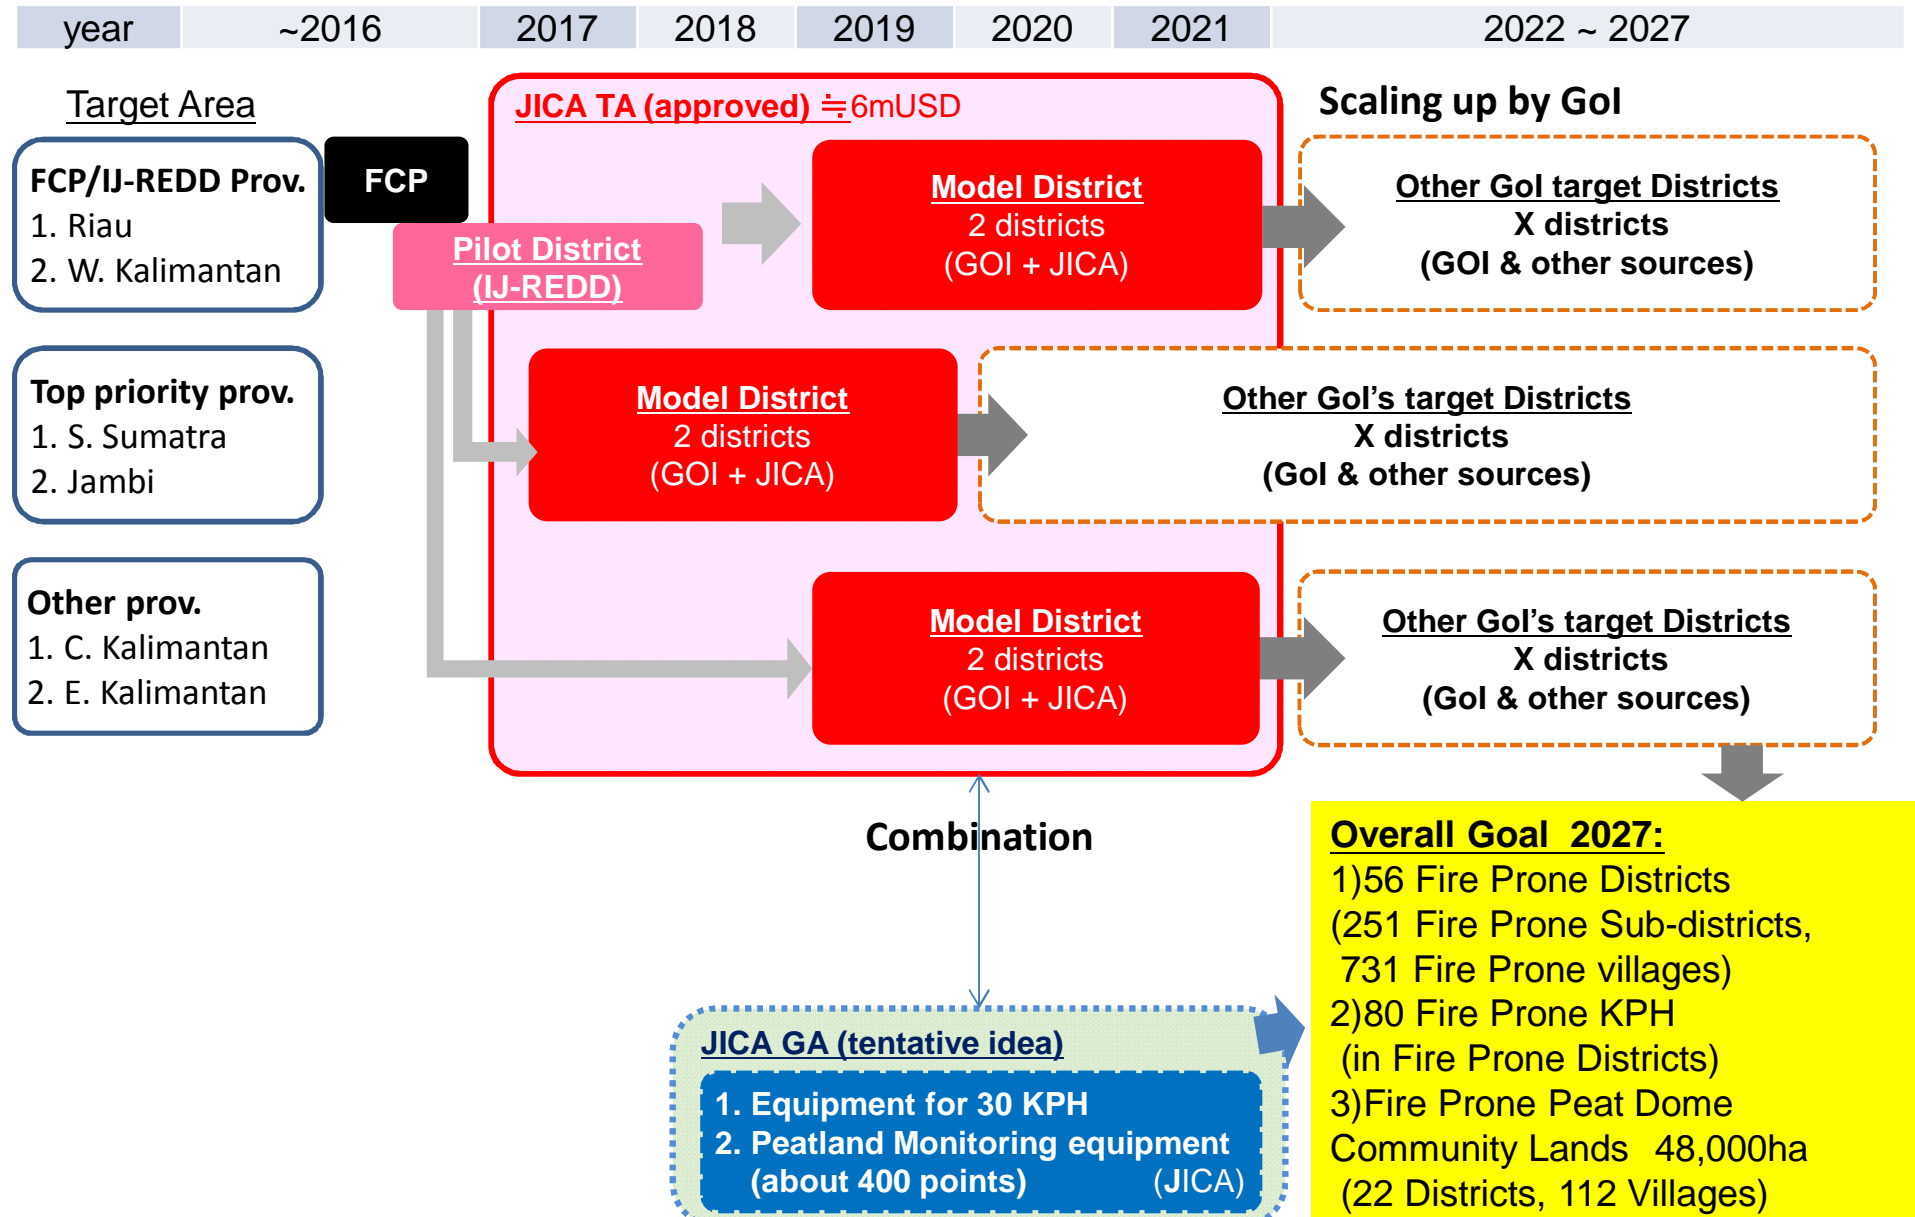 year ~2016 2017 2018 2019 2020 2021 2022 ~ 2027
Target Area
FCP/IJ-REDD Prov.
1. Riau
2. W. Kalimantan
FCP
Pilot District
(IJ-REDD)
JICA TA (approved) ≒6mUSD
Model District
2 districts
(GOI + JICA)
Scaling up by GoI
Other GoI target Districts
X districts
(GOI & other sources)
Top priority prov.
1. S. Sumatra
2. Jambi
Model District
2 districts
(GOI + JICA)
Other GoI's target Districts
X districts
(GoI & other sources)
Other prov.
1. C. Kalimantan
2. E. Kalimantan
Model District
2 districts
(GOI + JICA)
Other GoI's target Districts
X districts
(GoI & other sources)
Combination
JICA GA (tentative idea)
1. Equipment for 30 KPH
2. Peatland Monitoring equipment
(about 400 points) (JICA)
Overall Goal 2027:
1)56 Fire Prone Districts
(251 Fire Prone Sub-districts,
731 Fire Prone villages)
2)80 Fire Prone KPH
(in Fire Prone Districts)
3)Fire Prone Peat Dome
Community Lands 48,000ha
(22 Districts, 112 Villages)